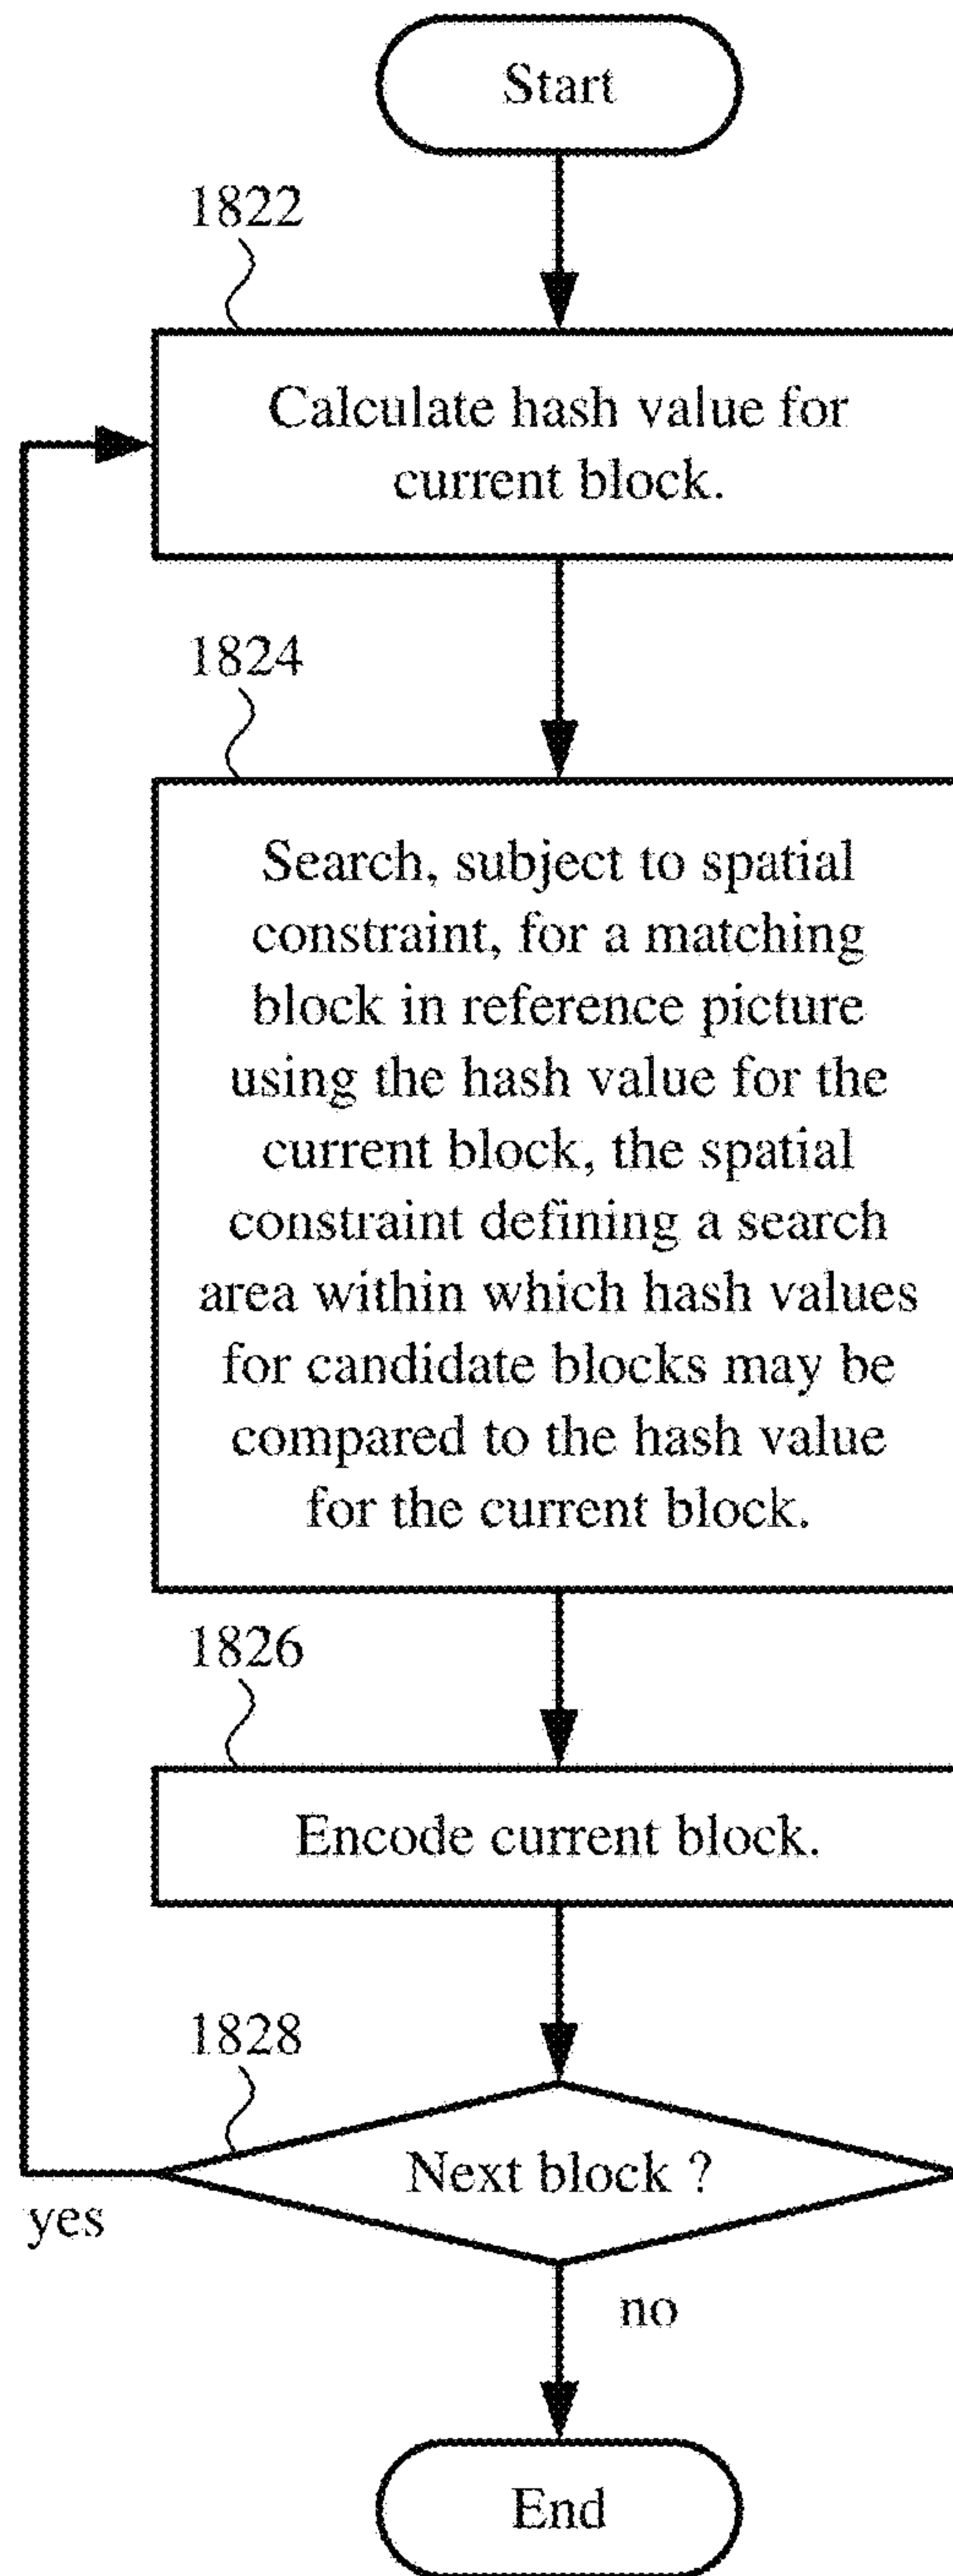 Start
1822
Calculate hash value for
current block.
1824
Search, subject to spatial
constraint, for a matching
block in reference picture
using the hash value for the
current block, the spatial
constraint defining a search
area within which hash values
for candidate blocks may be
compared to the hash value
for the current block.
1826
Encode current block.
1828
Next block ?
yes
no
End